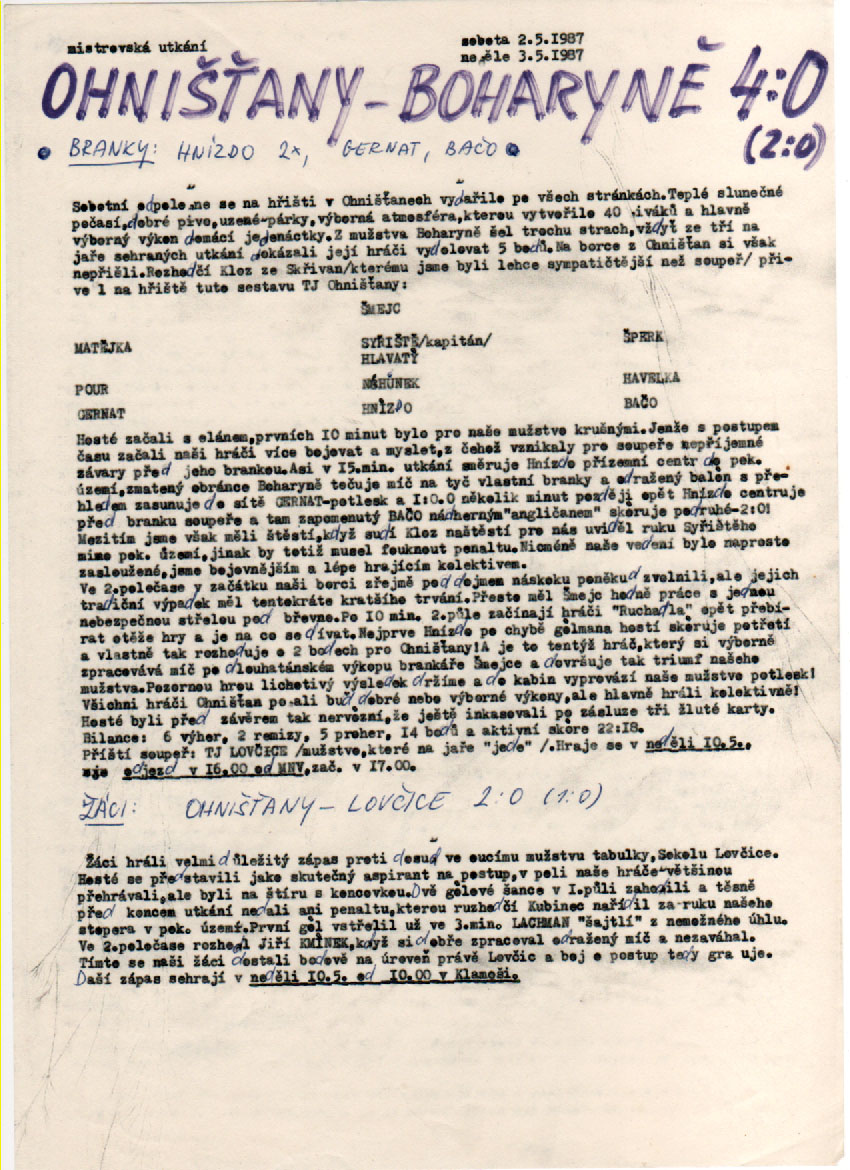 mistrovská utkání
sobota 2.5.1987
neděle 3.5.1987
OHNIŠŤANY - BOHARYNĚ 4:0
(2:0)
• BRANKY: HNÍZDO 2x, GERNAT, BAČO •
Sobotní odpoledne se na hřišti v Ohništanech vydařilo po všech stránkách.Teplé slunečné
počasí,dobré pivo,uzené-párky,výborná atmosféra,kterou vytvořilo 40 diváků a hlavně
výborný výkon domácí jedenáctky.Z mužstva Boharyně šel trochu strach,vždyť ze tří na
jaře sehraných utkání dokázali její hráči vydolovat 5 bodů.Na borce z Ohništan si však
nepřišli.Rozhodčí Kloz ze Skřivan/kterému jsme byli lehce sympatičtější než soupeř/ při-
ve l na hřiště tuto sestavu TJ Ohništany:
ŠMEJC
MATĚJKA SYŘIŠTĚ/kapitán/ ŠPERK
HLAVATÝ
POUR NÁHŮNEK HAVELKA
GERNAT HNÍZDO BAČO
Hosté začali s elánem,prvních 10 minut bylo pro naše mužstvo krušnými.Jenže s postupem
času začali naši hráči více bojovat a myslet,z čehož vznikaly pro soupeře nepříjemné
závary před jeho brankou.Asi v I5.min. utkání směruje Hnízdo přízemní centr do pok.
území,zmatený obránce Boharyně tečuje míč na tyč vlastní branky a odražený balón s pře-
hledem zasunuje do sítě GERNAT-potlesk a I:0.O několik minut později opět Hnízdo centruje
před branku soupeře a tam zapomenutý BAČO nádherným"angličanem" skóruje podruhé-2:0!
Mezitím jsme však měli štěstí,když sudí Kloz naštěstí pro nás uviděl ruku Syřištého
mimo pok. území,jinak by totiž musel fouknout penaltu.Nicméně naše vedení bylo naprosto
zasloužené,jsme bojovnějším a lépe hrajícím kolektivem.
Ve 2.poločase v začátku naši borci zřejmě pod dojmem náskoku poněkud zvolnili,ale jejich
tradiční výpadek měl tentokráte kratšího trvání.Přesto měl Šmejc hodně práce s jednou
nebezpečnou střelou pod břevno.Po 10 min. 2.půle začínají hráči "Ruchadla" opět přebí-
rat otěže hry a je na co se dívat.Nejprve Hnízdo po chybě gólmana hostí skóruje potřetí
a vlastně tak rozhoduje o 2 bodech pro Ohništany!A je to tentýž hráč,který si výborně
zpracovává míč po dlouhatánském výkopu brankáře Šmejce a dovršuje tak triumf našeho
mužstva.Pozornou hrou lichotivý výsledek držíme a do kabin vyprovází naše mužstvo potlesk!
Všichni hráči Ohništan podali buď dobré nebo výborné výkony,ale hlavně hráli kolektivně!
Hosté byli před závěrem tak nervózní,že ještě inkasovali po zásluze tři žluté karty.
Bilance: 6 výher, 2 remízy, 5 proher, 14 bodů a aktivní skóre 22:18.
Příští soupeř: TJ LOVČICE /mužstvo,které na jaře "jede" /.Hraje se v neděli 10.5.,
odjezd v 16.00 od MNV,zač. v 17.00.
ŽÁCI: OHNIŠŤANY - LOVČICE 2:0 (1:0)
Žáci hráli velmi důležitý zápas proti dosud vedoucímu mužstvu tabulky,Sokolu Lovčice.
Hosté se představili jako skutečný aspirant na postup,v poli naše hráče většinou
přehrávali,ale byli na štíru s koncovkou.Dvě gólové šance v I.půli zahodili a těsně
před koncem utkání nedali ani penaltu,kterou ruzhodčí Kubinec nařídil za ruku našeho
stopera v pok. území.První gól vstřelil už ve 3.min. LACHMAN "šajtlí" z nemožného úhlu.
Ve 2.poločase rozhodl Jiří KMÍNEK,když si dobře zpracoval odražený míč a nezaváhal.
Tímto se naši žáci dostali bodově na úroveň právě Lovčic a boj o postup tedy graduje.
Daší zápas sehrají v neděli 10.5. od 10.00 v Klamoši.